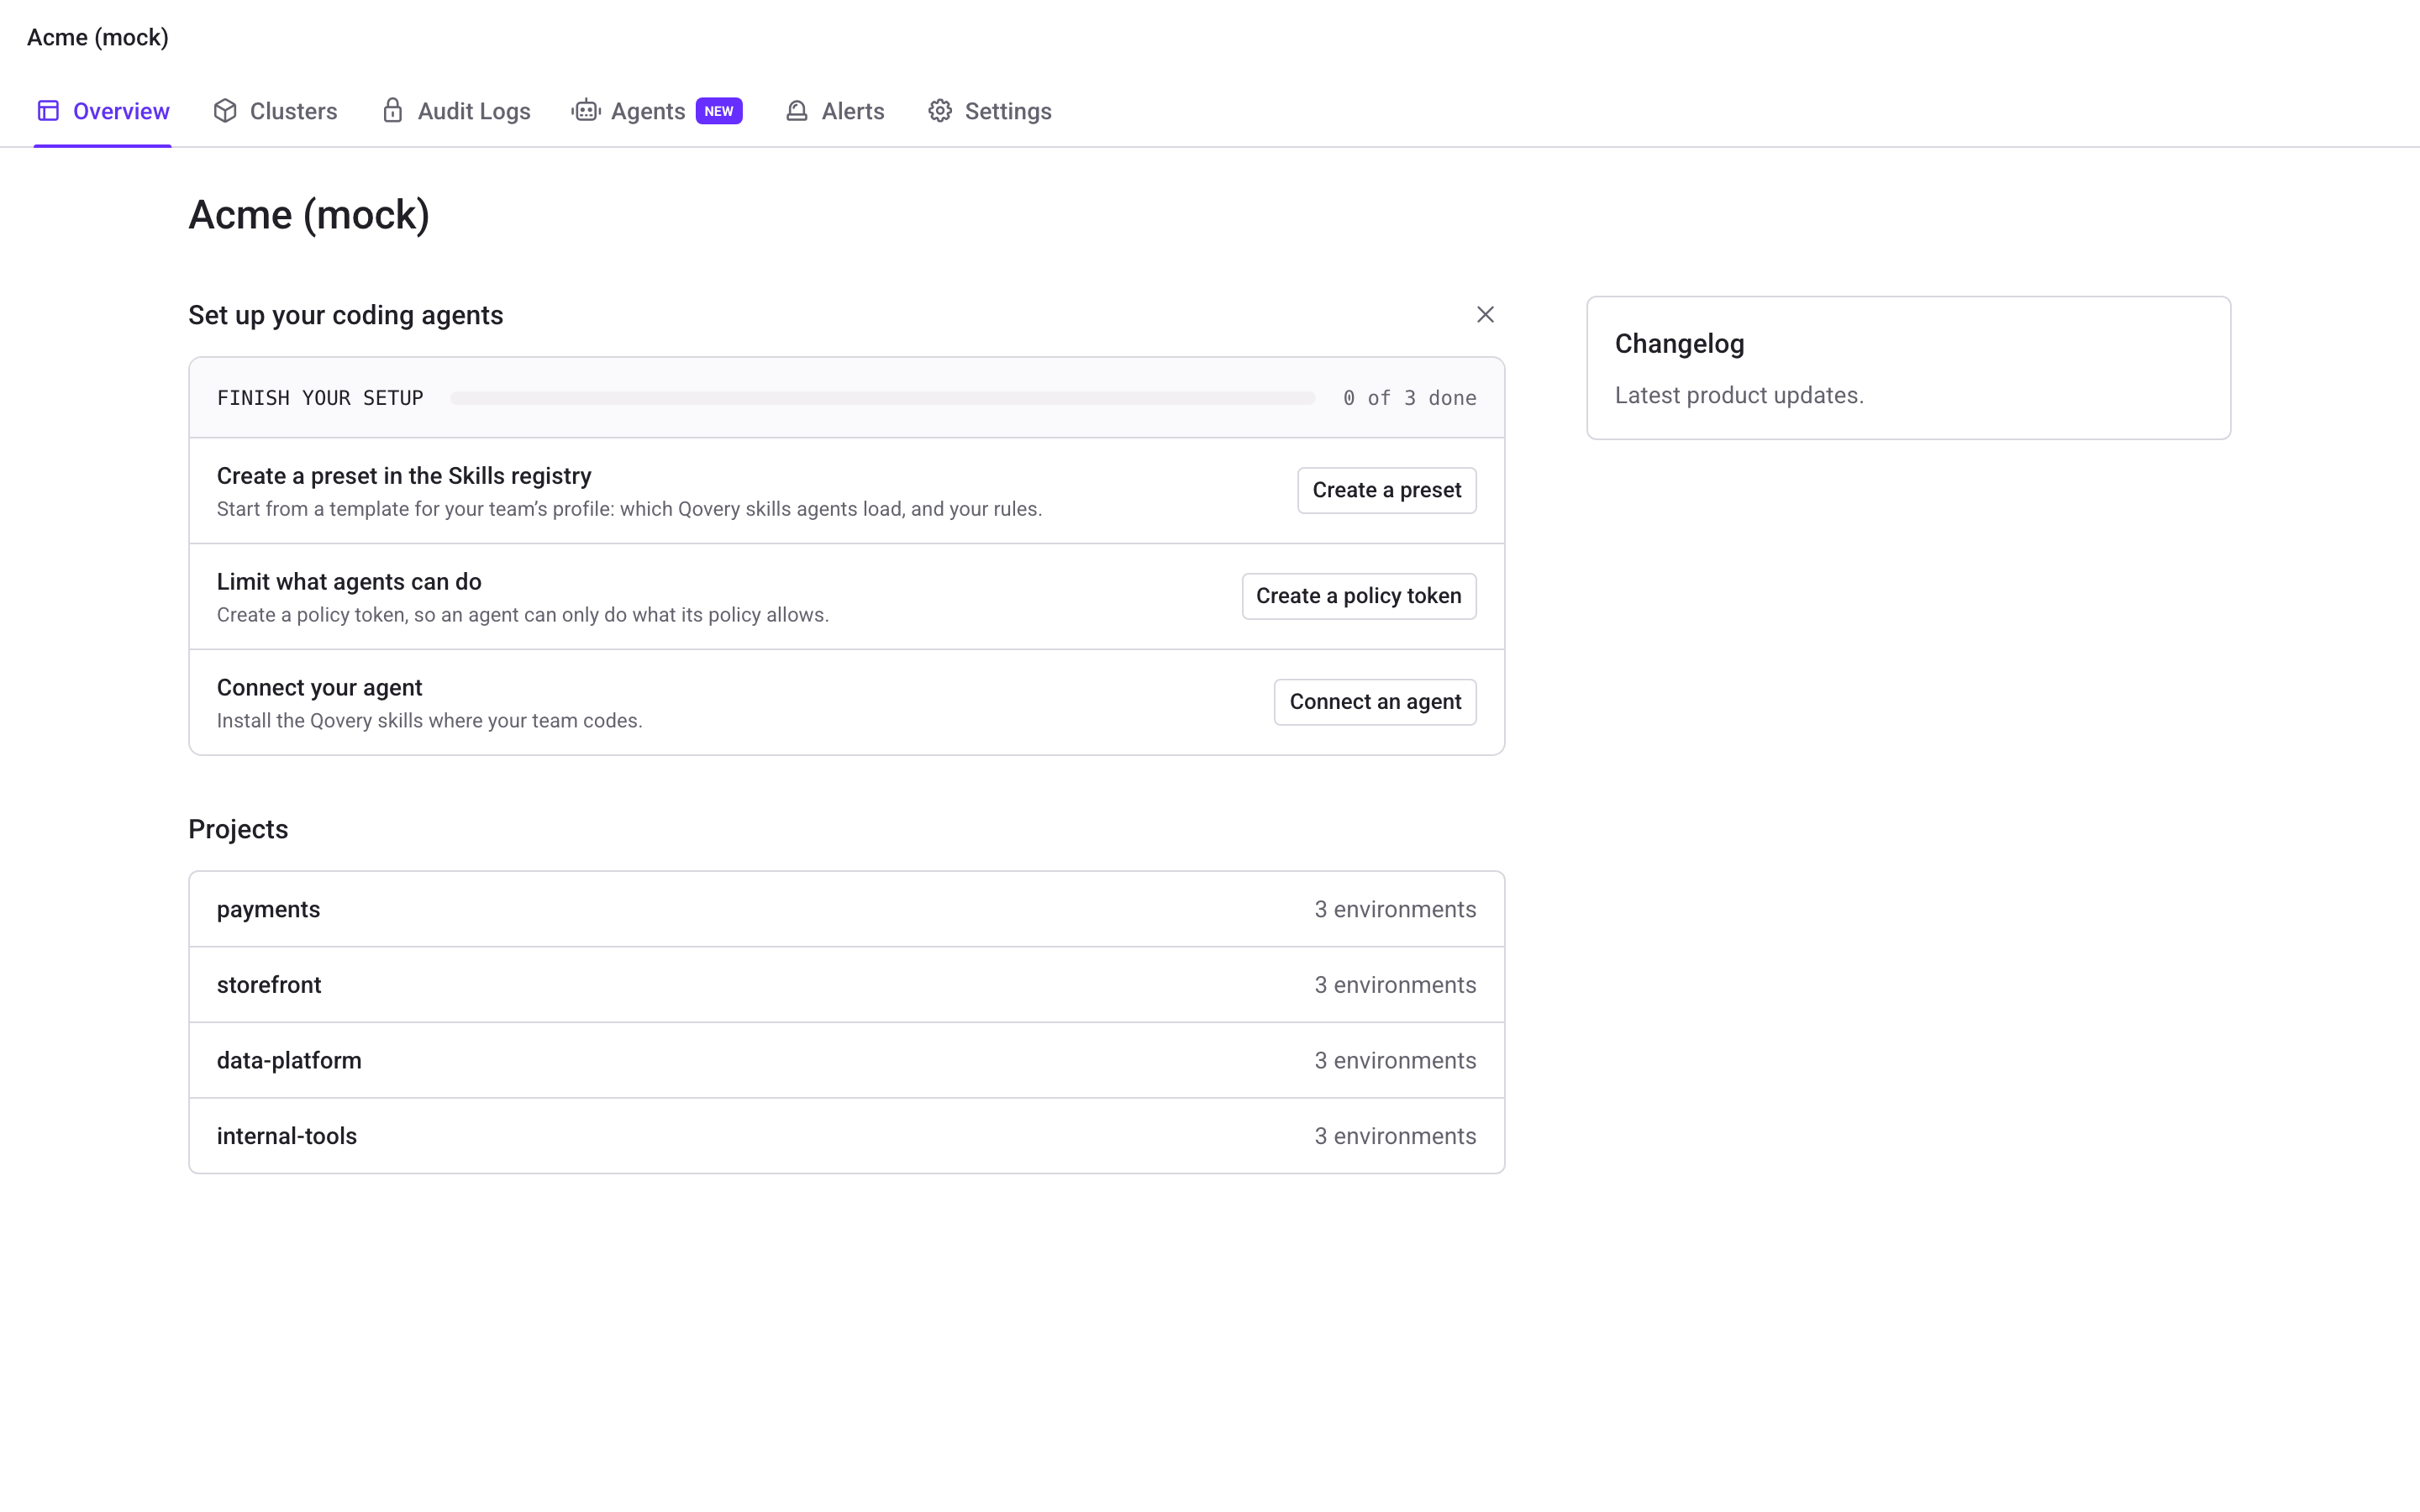 Acme (mock)
Overview
Clusters
Audit Logs
Agents NEW
Alerts
Settings
Acme (mock)
Set up your coding agents
FINISH YOUR SETUP
0 of 3 done
Create a preset in the Skills registry
Start from a template for your team’s profile: which Qovery skills agents load, and your rules.
Create a preset
Limit what agents can do
Create a policy token, so an agent can only do what its policy allows.
Create a policy token
Connect your agent
Install the Qovery skills where your team codes.
Connect an agent
Changelog
Latest product updates.
Projects
payments
3 environments
storefront
3 environments
data-platform
3 environments
internal-tools
3 environments